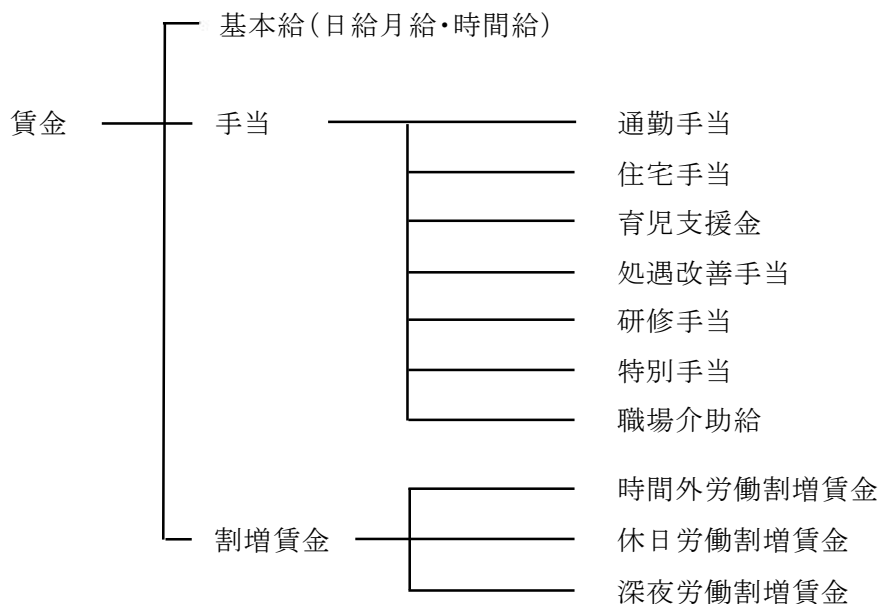 基本給(日給月給・時間給)
賃金 手当 通勤手当
住宅手当
育児支援金
処遇改善手当
研修手当
特別手当
職場介助給
時間外労働割増賃金
割増賃金 休日労働割増賃金
深夜労働割増賃金